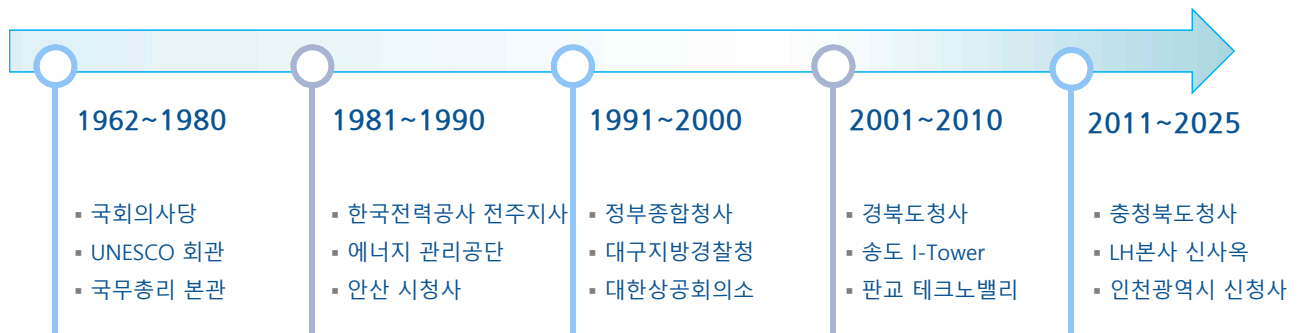 1962~1980
▪ 국회의사당
▪ UNESCO 회관
▪ 국무총리 본관
1981~1990
▪ 한국전력공사 전주지사
▪ 에너지 관리공단
▪ 안산 시청사
1991~2000
▪ 정부종합청사
▪ 대구지방경찰청
▪ 대한상공회의소
2001~2010
▪ 경북도청사
▪ 송도 I-Tower
▪ 판교 테크노밸리
2011~2025
▪ 충청북도청사
▪ LH본사 신사옥
▪ 인천광역시 신청사